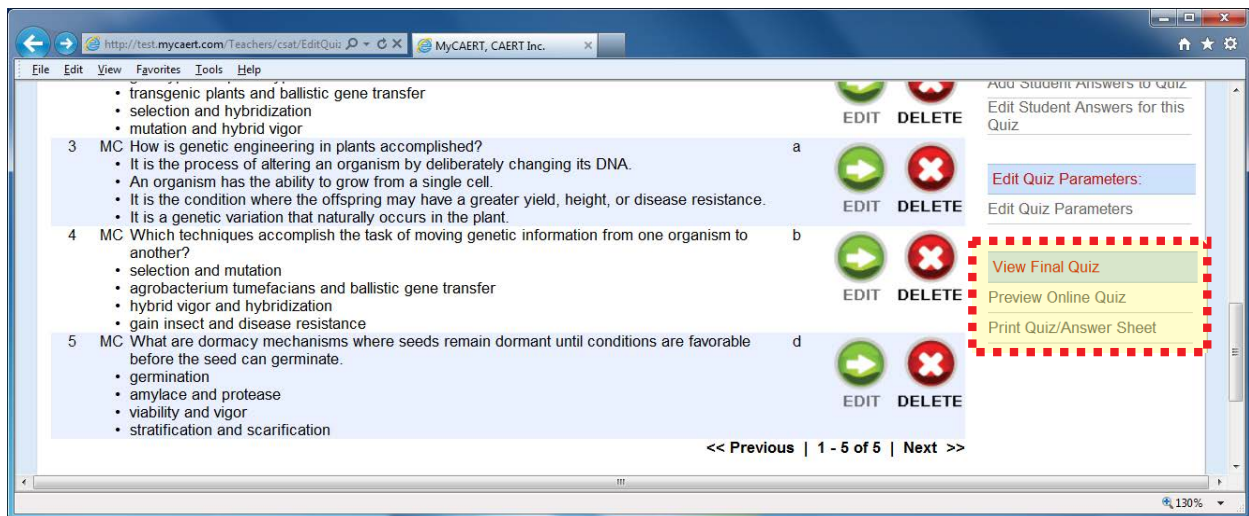 http://test.mycaert.com/Teachers/csat/EditQui
MyCAERT, CAERT Inc.
File Edit View Favorites Tools Help
• transgenic plants and ballistic gene transfer
• selection and hybridization
• mutation and hybrid vigor
EDIT DELETE
3 MC How is genetic engineering in plants accomplished? a
• It is the process of altering an organism by deliberately changing its DNA.
• An organism has the ability to grow from a single cell.
• It is the condition where the offspring may have a greater yield, height, or disease resistance.
• It is a genetic variation that naturally occurs in the plant.
EDIT DELETE
4 MC Which techniques accomplish the task of moving genetic information from one organism to b
another?
• selection and mutation
• agrobacterium tumefacians and ballistic gene transfer
• hybrid vigor and hybridization
• gain insect and disease resistance
EDIT DELETE
5 MC What are dormacy mechanisms where seeds remain dormant until conditions are favorable d
before the seed can germinate.
• germination
• amylace and protease
• viability and vigor
• stratification and scarification
EDIT DELETE
<< Previous | 1 - 5 of 5 | Next >>
Add Student Answers to Quiz
Edit Student Answers for this
Quiz
Edit Quiz Parameters:
Edit Quiz Parameters
View Final Quiz
Preview Online Quiz
Print Quiz/Answer Sheet
130%